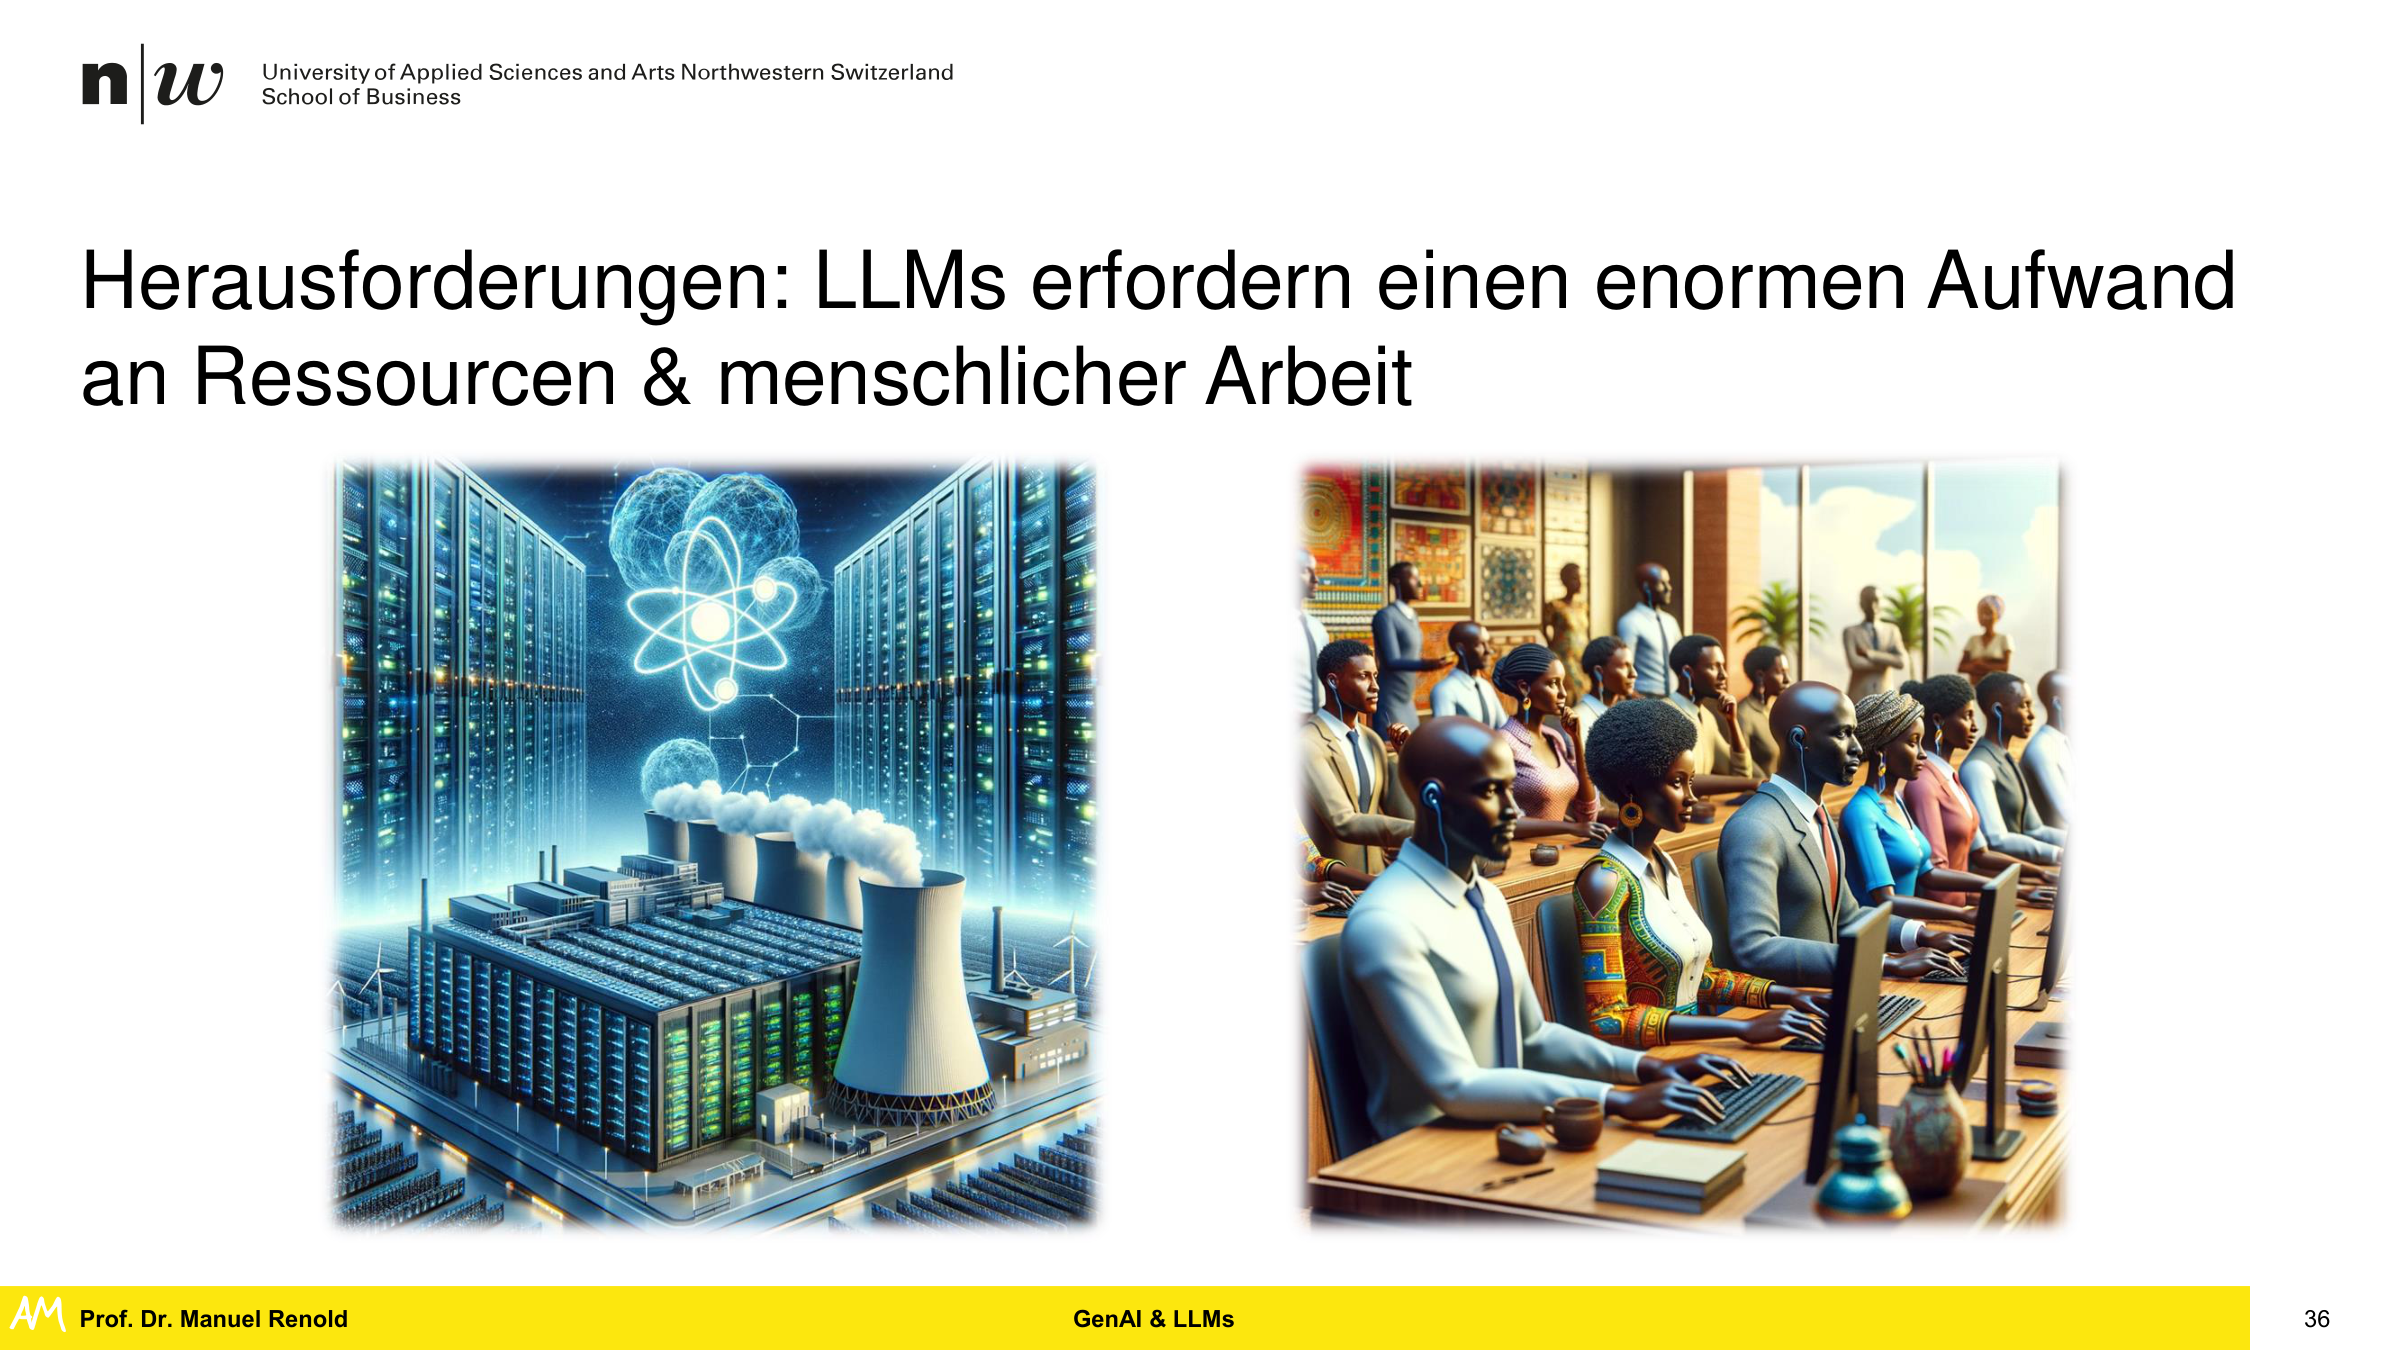 n|w
University of Applied Sciences and Arts Northwestern Switzerland
School of Business
Herausforderungen: LLMs erfordern einen enormen Aufwand
an Ressourcen & menschlicher Arbeit
AM Prof. Dr. Manuel Renold
GenAI & LLMs
36